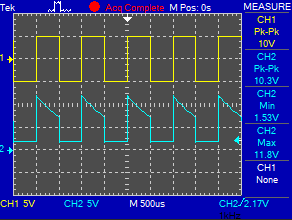 Tek Acq Complete M Pos: 0s MEASURE
CH1
Pk-Pk
10V
CH2
Pk-Pk
10.3V
CH2
Min
1.53V
CH2
Max
11.8V
CH1
None
1
2
CH1 5V CH2 5V M 500us CH2/2.17V